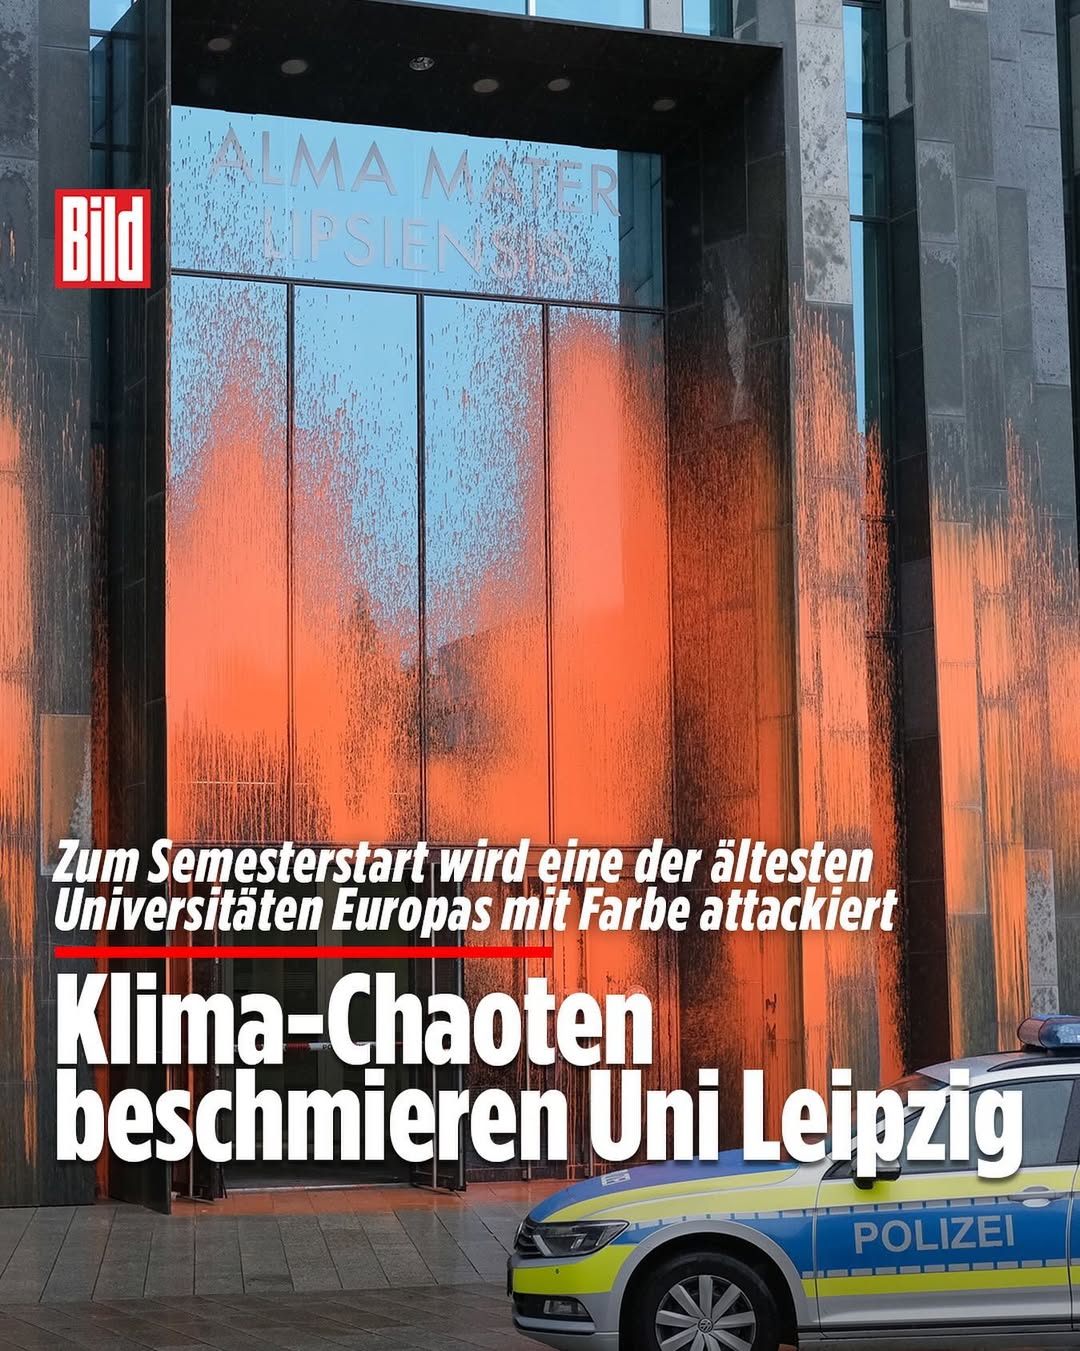 ALMA MATER
LIPSIENSIS
Bild
Zum Semesterstart wird eine der ältesten
Universitäten Europas mit Farbe attackiert
Klima-Chaoten
beschmieren Uni Leipzig
POLIZEI